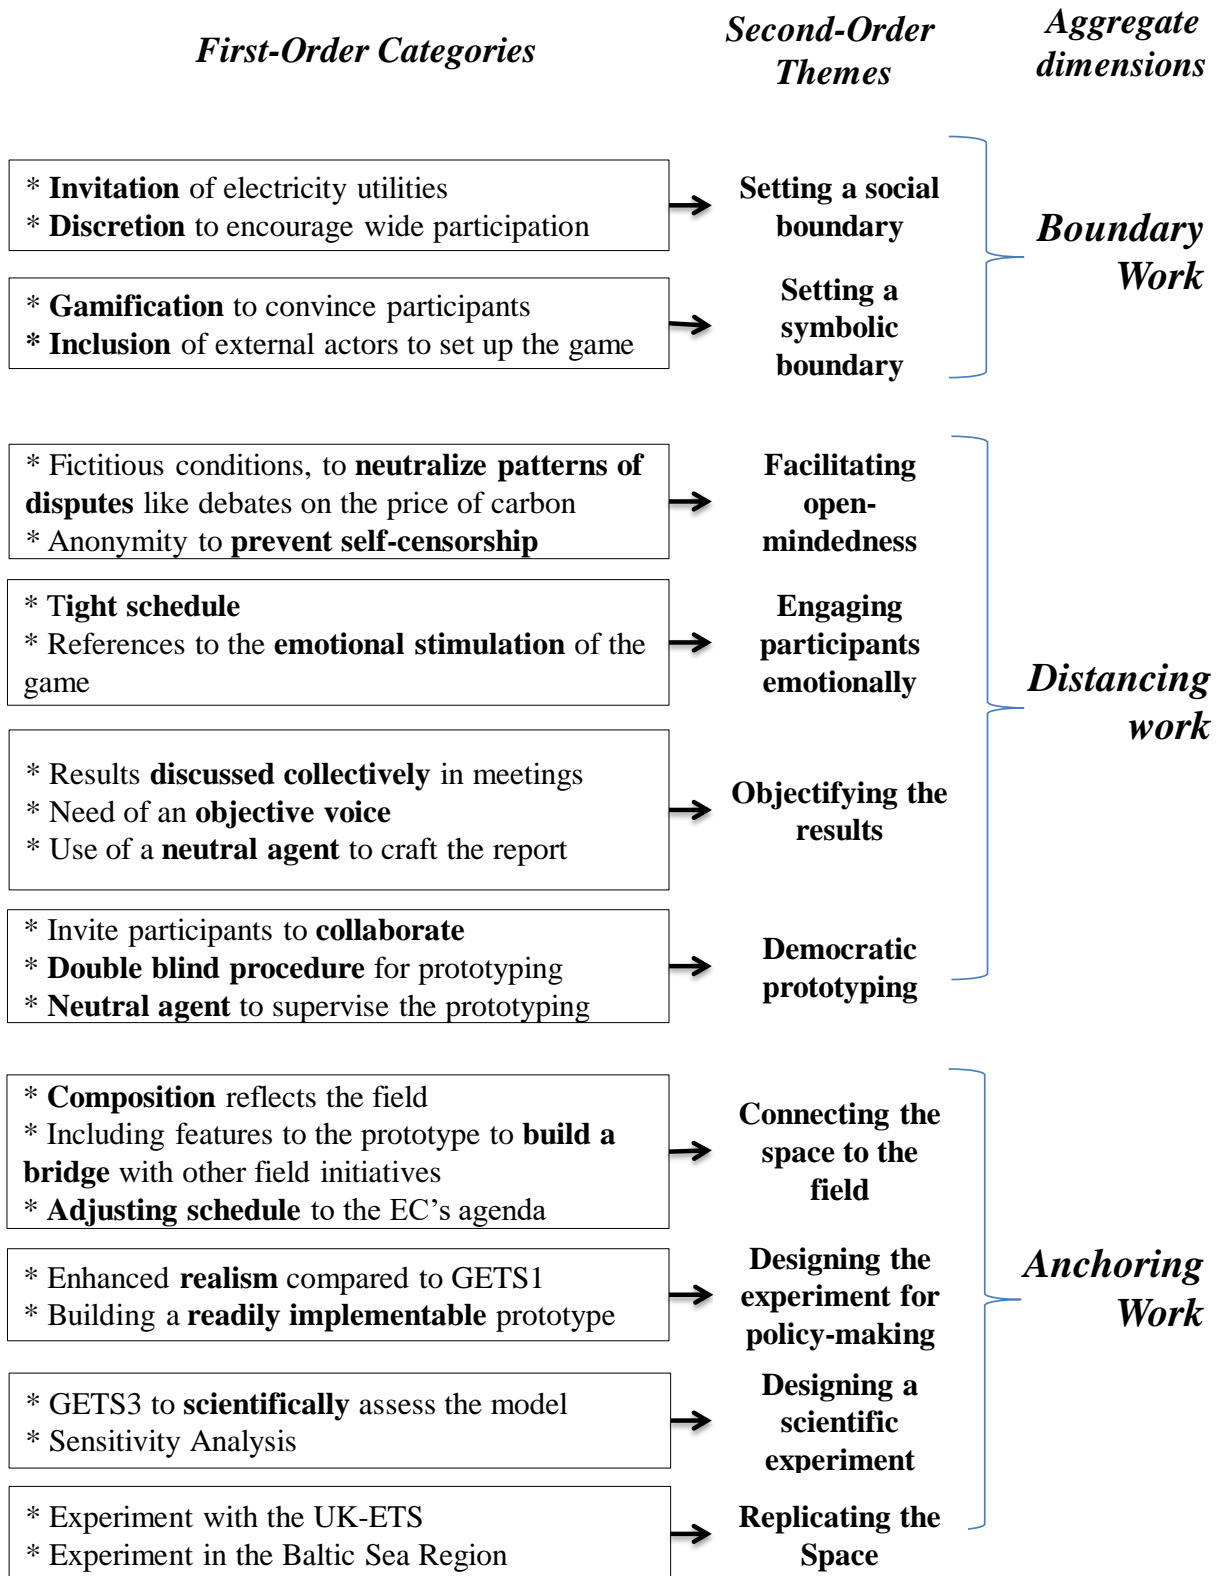 First-Order Categories
Second-Order
Themes
Aggregate
dimensions
* Invitation of electricity utilities
* Discretion to encourage wide participation
Setting a social
boundary
* Gamification to convince participants
* Inclusion of external actors to set up the game
Setting a
symbolic
boundary
Boundary
Work
* Fictitious conditions, to neutralize patterns of
disputes like debates on the price of carbon
* Anonymity to prevent self-censorship
Facilitating
open-
mindedness
* Tight schedule
* References to the emotional stimulation of the
game
Engaging
participants
emotionally
* Results discussed collectively in meetings
* Need of an objective voice
* Use of a neutral agent to craft the report
Objectifying the
results
* Invite participants to collaborate
* Double blind procedure for prototyping
* Neutral agent to supervise the prototyping
Democratic
prototyping
Distancing
work
* Composition reflects the field
* Including features to the prototype to build a
bridge with other field initiatives
* Adjusting schedule to the EC’s agenda
Connecting the
space to the
field
* Enhanced realism compared to GETS1
* Building a readily implementable prototype
Designing the
experiment for
policy-making
* GETS3 to scientifically assess the model
* Sensitivity Analysis
Designing a
scientific
experiment
* Experiment with the UK-ETS
* Experiment in the Baltic Sea Region
Replicating the
Space
Anchoring
Work